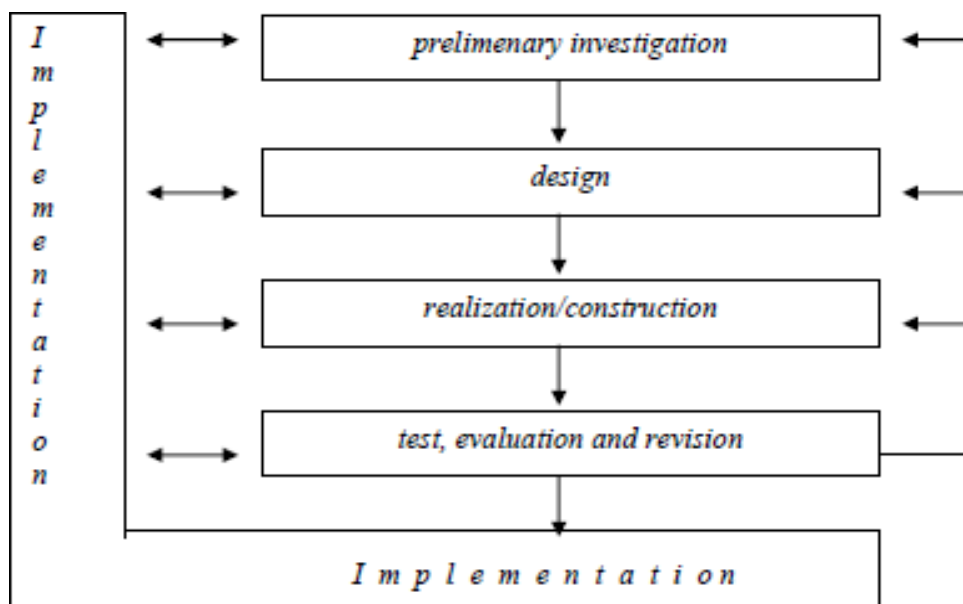 I
m
p
l
e
m
e
n
t
a
t
i
o
n
prelimenary investigation
design
realization/construction
test, evaluation and revision
I m p l e m e n t a t i o n